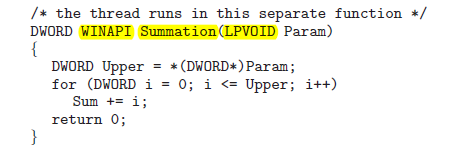 /* the thread runs in this separate function */
DWORD WINAPI Summation(LPVOID Param)
{
DWORD Upper = *(DWORD*)Param;
for (DWORD i = 0; i <= Upper; i++)
Sum += i;
return 0;
}